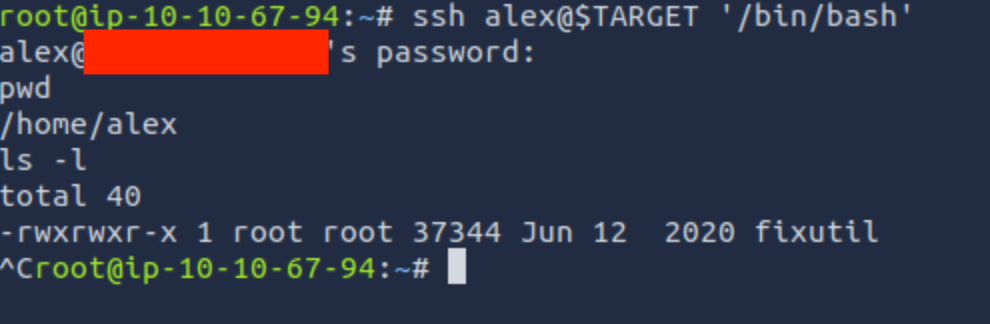 root@ip-10-10-67-94:~# ssh alex@$TARGET '/bin/bash'
alex@'s password:
pwd
/home/alex
ls -l
total 40
-rwxrwxr-x 1 root root 37344 Jun 12  2020 fixutil
^Croot@ip-10-10-67-94:~#